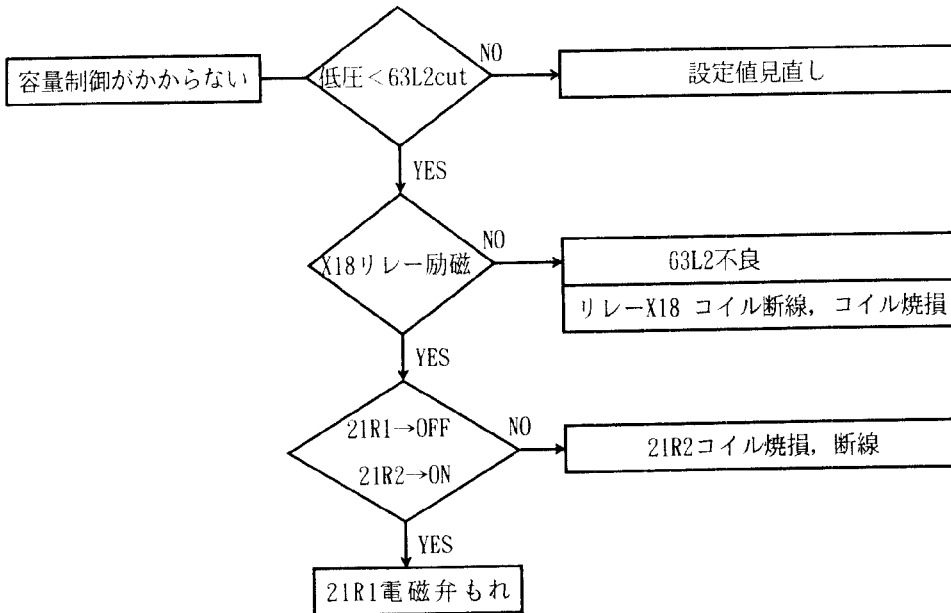 容量制御がかからない
低圧<63L2cut
NO
設定値見直し
YES
X18リレー励磁
NO
63L2不良
リレーX18 コイル断線, コイル焼損
YES
21R1→OFF
21R2→ON
NO
21R2コイル焼損, 断線
YES
21R1電磁弁もれ